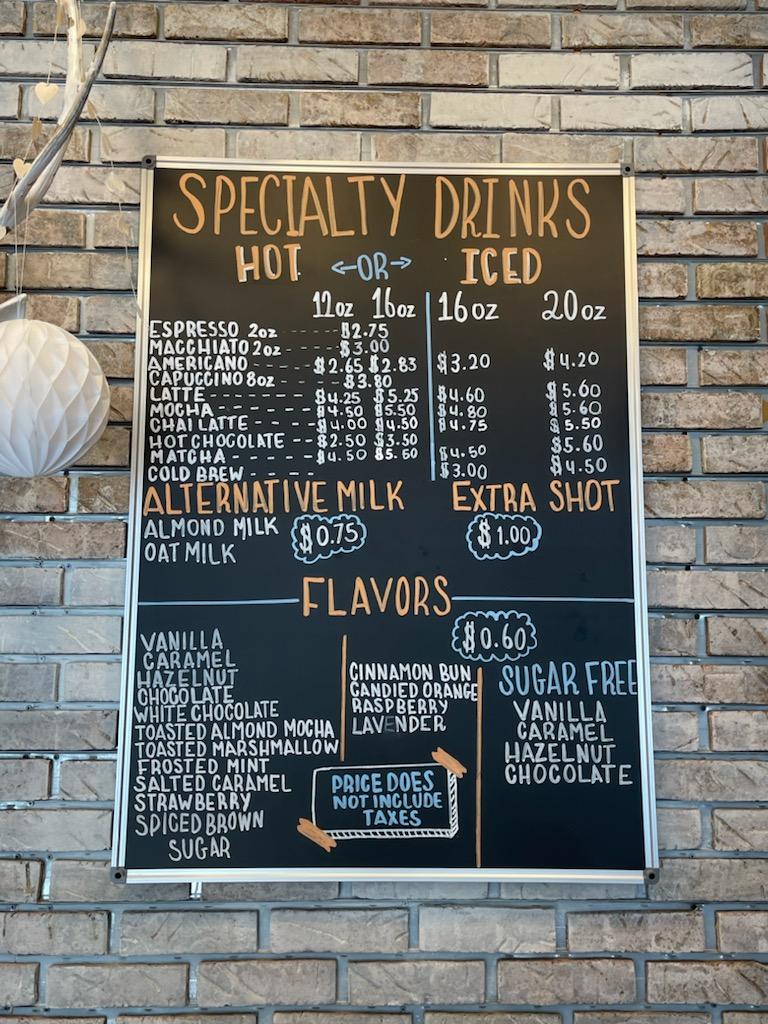 SPECIALTY DRINKS
HOT <-OR-> ICED
12oz 16oz 16oz 20oz
ESPRESSO 2oz ---- $2.75
MACCHIATO 2oz --- $3.00
AMERICANO ---- $2.65 $2.83 $3.20 $4.20
CAPUCCINO 8oz --- $3.80
LATTE ---- $4.25 $5.25 $4.60 $5.60
MOCHA ---- $4.50 $5.50 $4.80 $5.60
CHAI LATTE ---- $4.00 $4.50 $4.75 $5.50
HOT CHOCOLATE -- $2.50 $3.50
MATCHA ---- $4.50 $5.50 $4.50 $5.60
COLD BREW ---- $3.00 $4.50
ALTERNATIVE MILK
ALMOND MILK
OAT MILK
$0.75
EXTRA SHOT
$1.00
FLAVORS
$0.60
VANILLA
CARAMEL
HAZELNUT
CHOCOLATE
WHITE CHOCOLATE
TOASTED ALMOND MOCHA
TOASTED MARSHMALLOW
FROSTED MINT
SALTED CARAMEL
STRAWBERRY
SPICED BROWN
SUGAR
CINNAMON BUN
CANDIED ORANGE
RASPBERRY
LAVENDER
PRICE DOES
NOT INCLUDE
TAXES
SUGAR FREE
VANILLA
CARAMEL
HAZELNUT
CHOCOLATE